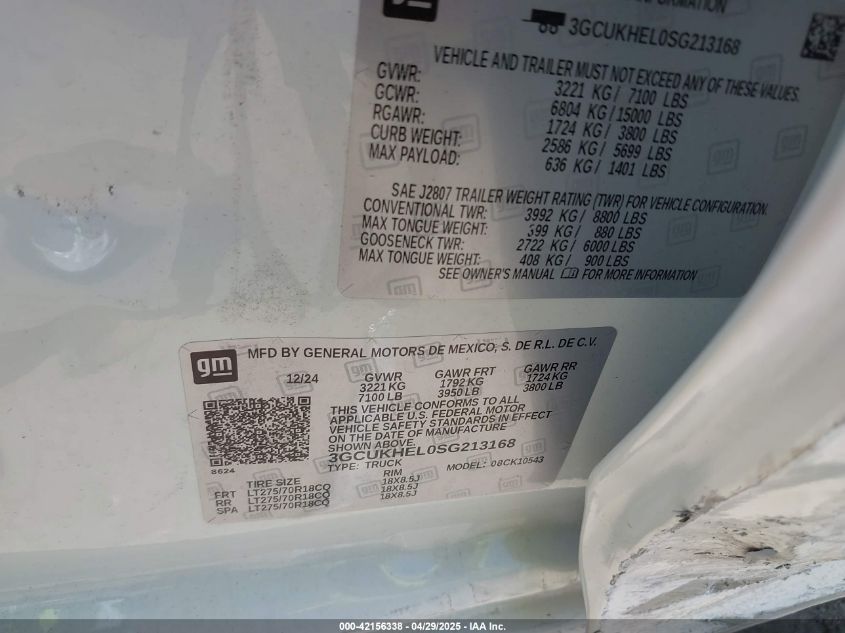 gm
INFORMATION
3GCUKHEL0SG213168
VEHICLE AND TRAILER MUST NOT EXCEED ANY OF THESE VALUES.
GVWR: 3221 KG / 7100 LBS
GCWR: 6804 KG / 15000 LBS
RGAWR: 1724 KG / 3800 LBS
CURB WEIGHT: 2586 KG / 5699 LBS
MAX PAYLOAD: 636 KG / 1401 LBS
SAE J2807 TRAILER WEIGHT RATING (TWR) FOR VEHICLE CONFIGURATION.
CONVENTIONAL TWR: 3992 KG / 8800 LBS
MAX TONGUE WEIGHT: 399 KG / 880 LBS
GOOSENECK TWR: 2722 KG / 6000 LBS
MAX TONGUE WEIGHT: 408 KG / 900 LBS
SEE OWNER'S MANUAL FOR MORE INFORMATION
gm
MFD BY GENERAL MOTORS DE MEXICO, S. DE R.L. DE C.V.
12/24 GVWR GAWR FRT GAWR RR
3221 KG 1792 KG 1724 KG
7100 LB 3950 LB 3800 LB
THIS VEHICLE CONFORMS TO ALL
APPLICABLE U.S. FEDERAL MOTOR
VEHICLE SAFETY STANDARDS IN EFFECT
ON THE DATE OF MANUFACTURE
SHOWN ABOVE.
3GCUKHEL0SG213168
8624 TYPE: TRUCK MODEL: 08CK10543
TIRE SIZE RIM
FRT LT275/70R18CQ 18X8.5J
RR LT275/70R18CQ 18X8.5J
SPA LT275/70R18CQ 18X8.5J
000-42156338 - 04/29/2025 - IAA Inc.